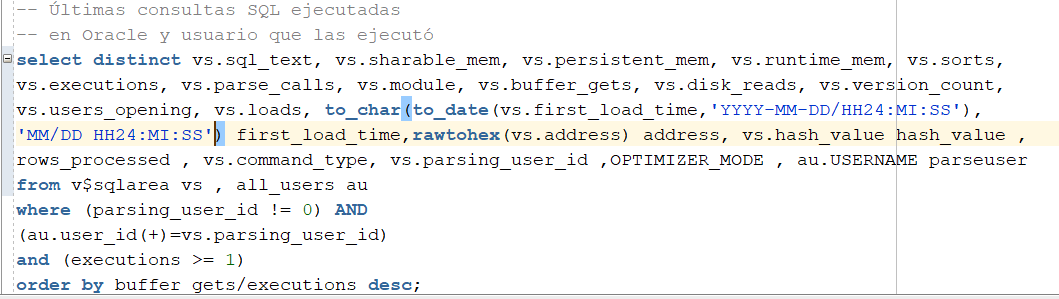 -- Últimas consultas SQL ejecutadas
-- en Oracle y usuario que las ejecutó
select distinct vs.sql_text, vs.sharable_mem, vs.persistent_mem, vs.runtime_mem, vs.sorts,
vs.executions, vs.parse_calls, vs.module, vs.buffer_gets, vs.disk_reads, vs.version_count,
vs.users_opening, vs.loads, to_char(to_date(vs.first_load_time,'YYYY-MM-DD/HH24:MI:SS'),
'MM/DD HH24:MI:SS') first_load_time,rawtohex(vs.address) address, vs.hash_value hash_value ,
rows_processed , vs.command_type, vs.parsing_user_id ,OPTIMIZER_MODE , au.USERNAME parseuser
from v$sqlarea vs , all_users au
where (parsing_user_id != 0) AND
(au.user_id(+)=vs.parsing_user_id)
and (executions >= 1)
order by buffer_gets/executions desc;